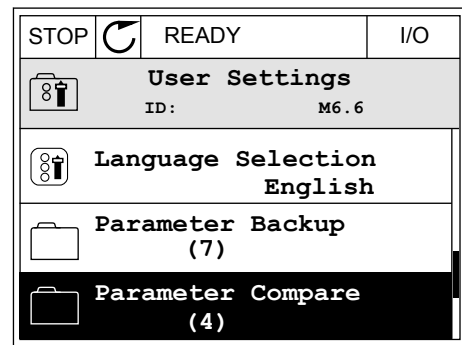 STOP READY I/O
User Settings
ID: M6.6
Language Selection
English
Parameter Backup
(7)
Parameter Compare
(4)